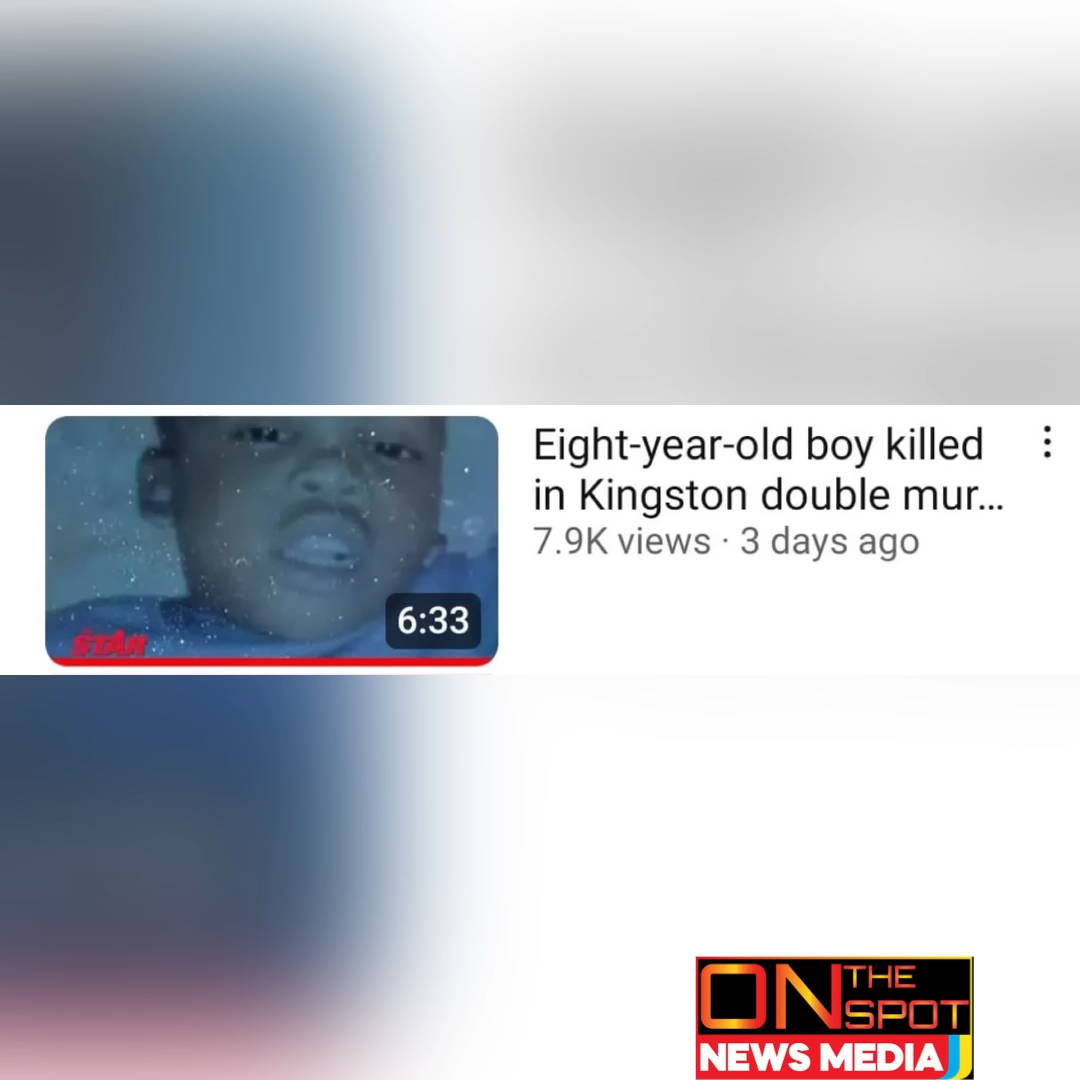 Eight-year-old boy killed
in Kingston double mur...
7.9K views · 3 days ago
6:33
STAR
ON THE
SPOT
NEWS MEDIA